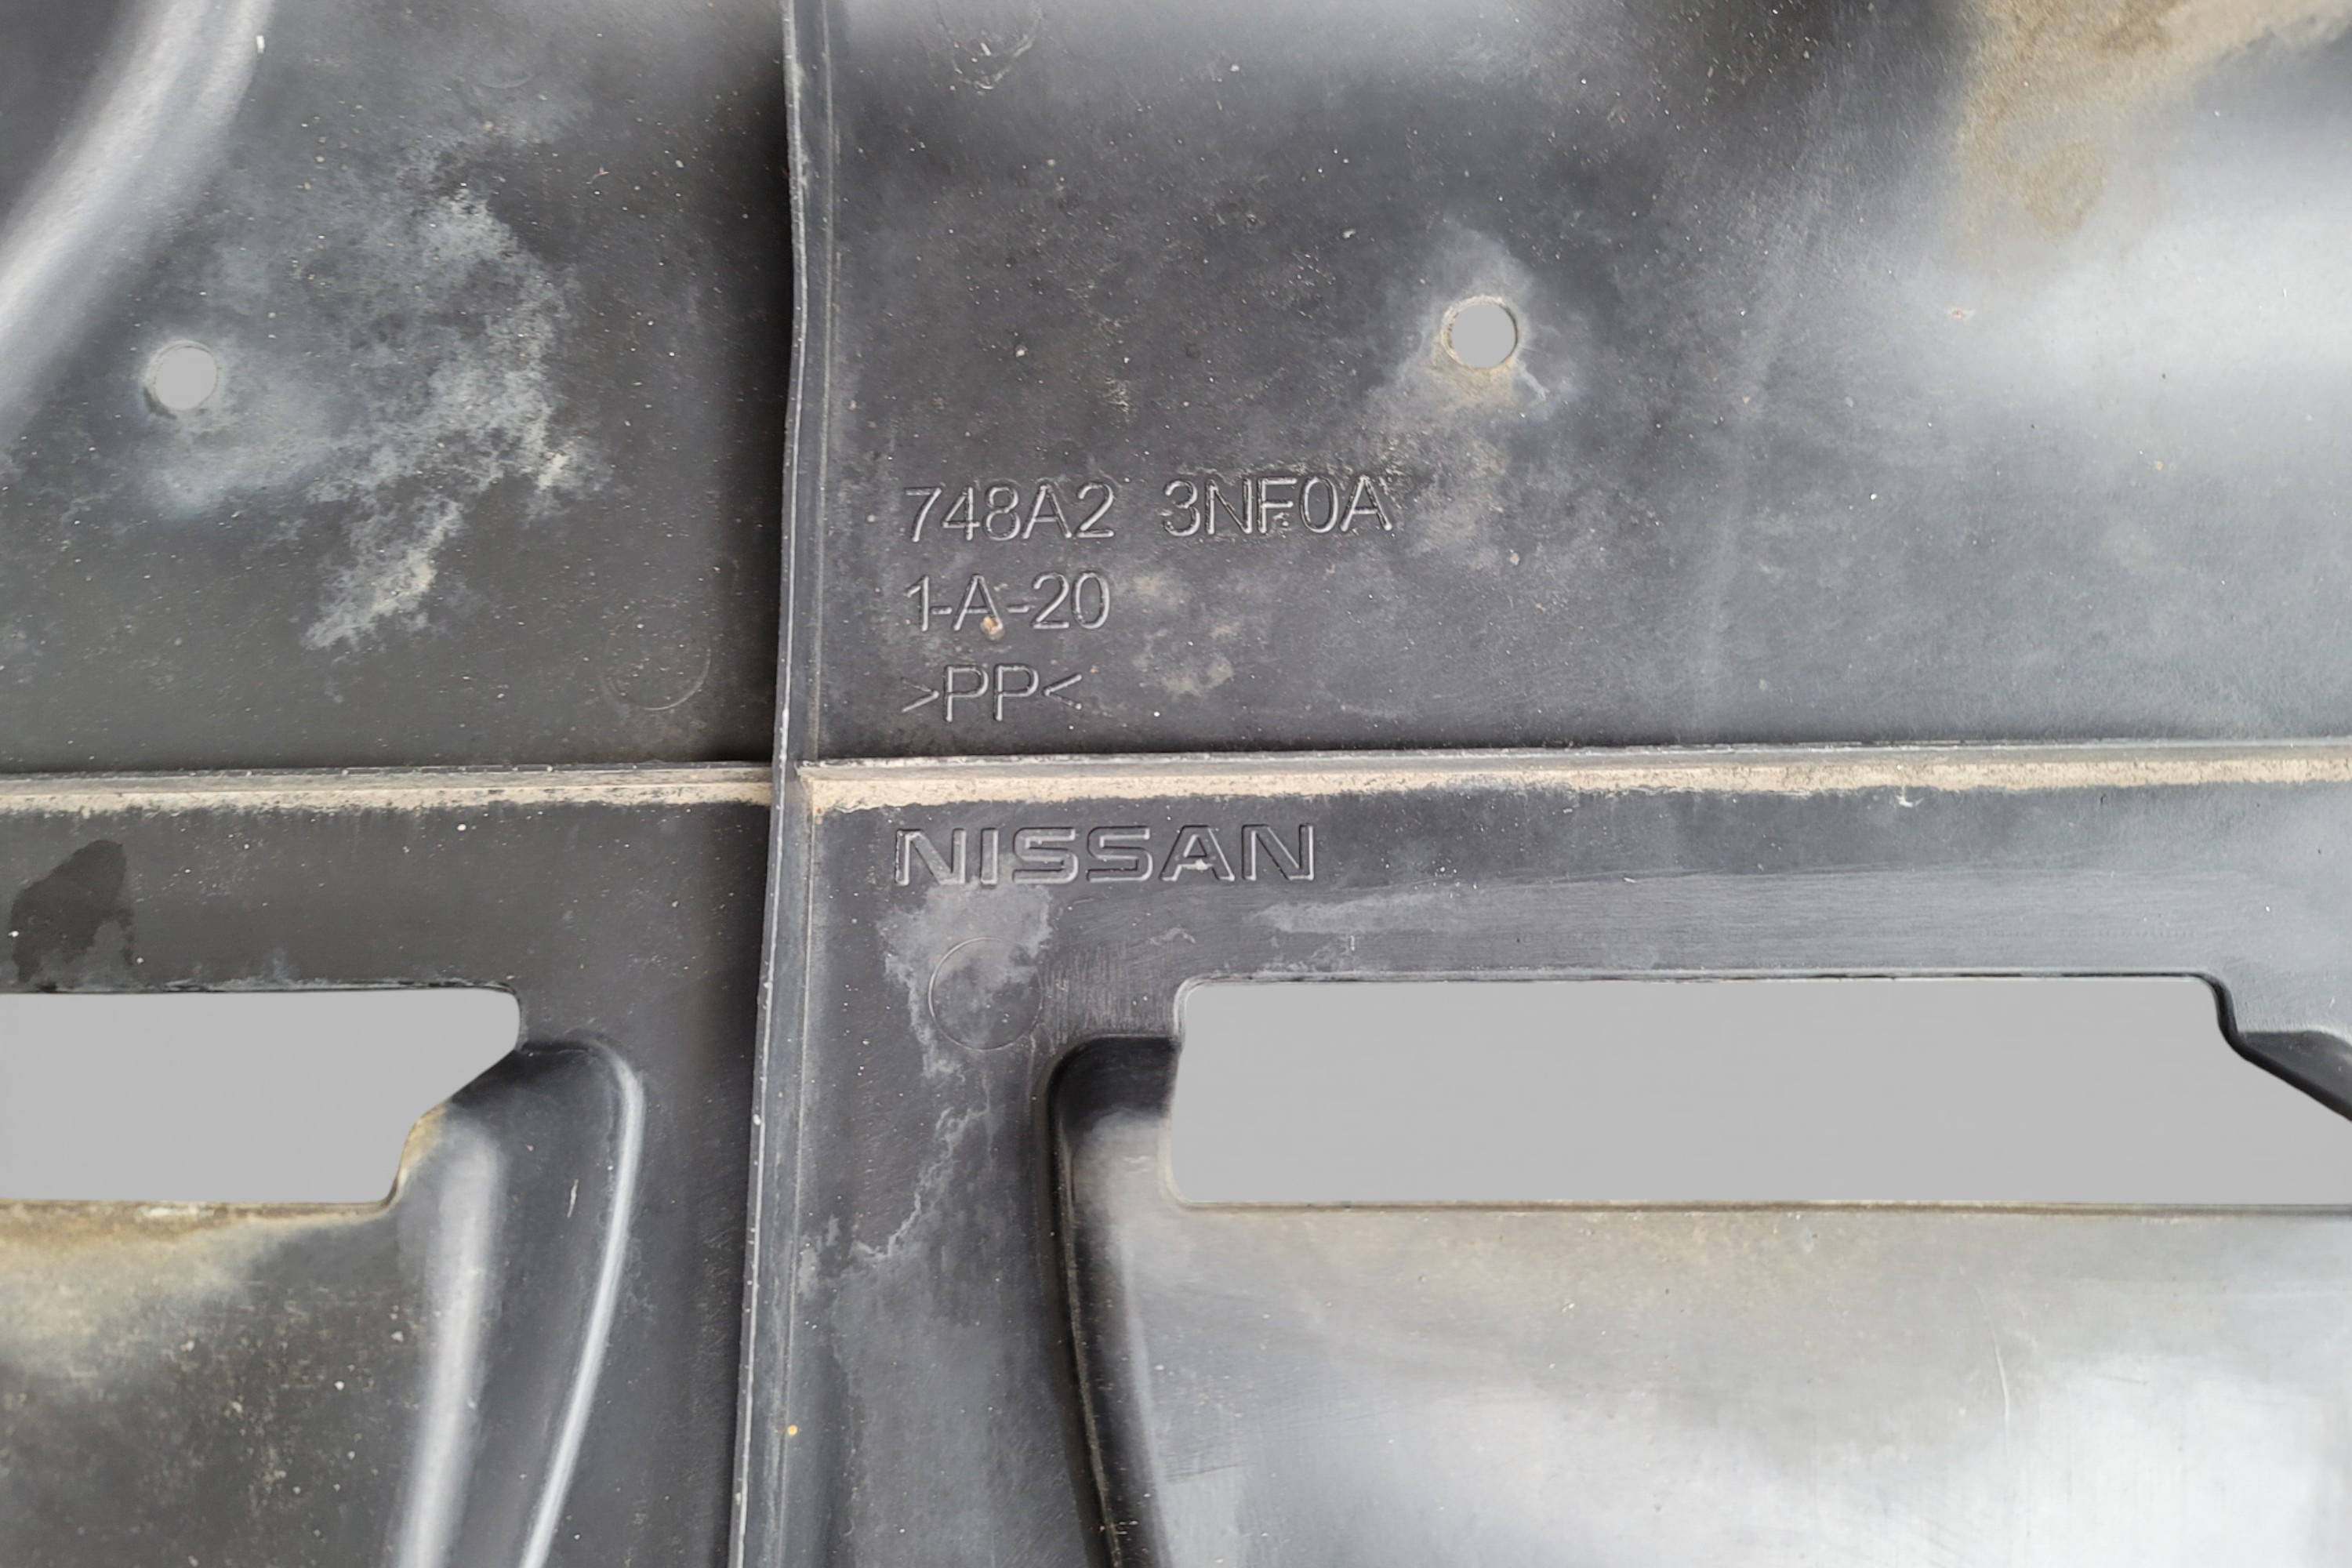 748A2 3NF0A
1-A-20
>PP<
NISSAN